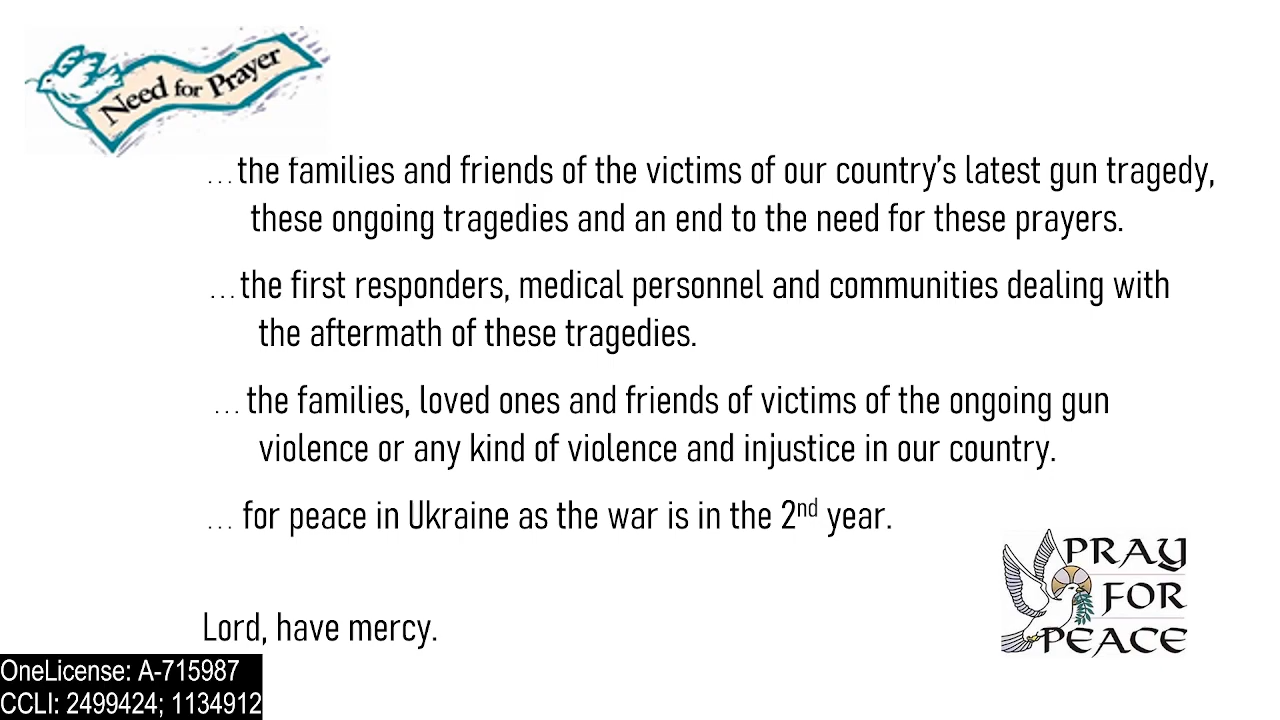 Need for Prayer
...the families and friends of the victims of our country’s latest gun tragedy,
these ongoing tragedies and an end to the need for these prayers.
...the first responders, medical personnel and communities dealing with
the aftermath of these tragedies.
...the families, loved ones and friends of victims of the ongoing gun
violence or any kind of violence and injustice in our country.
... for peace in Ukraine as the war is in the 2nd year.
PRAY
FOR
PEACE
Lord, have mercy.
OneLicense: A-715987
CCLI: 2499424; 1134912